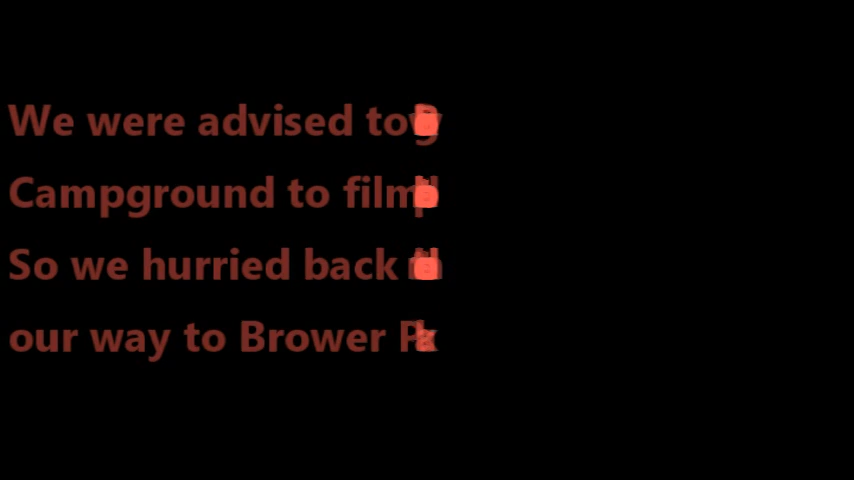 We were advised to
Campground to film
So we hurried back
our way to Brower